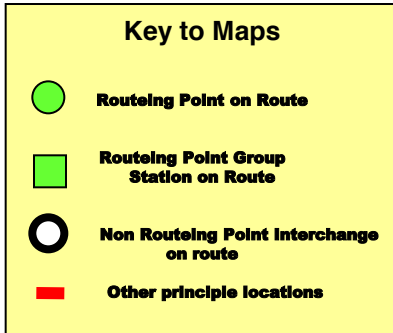 Key to Maps
Routeing Point on Route
Routeing Point Group
Station on Route
Non Routeing Point Interchange
on route
Other principle locations